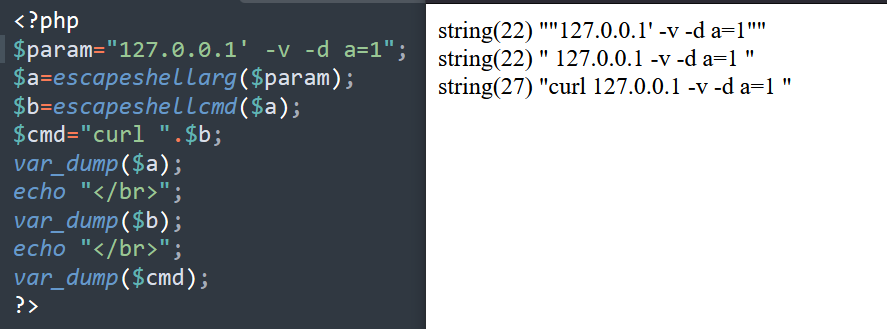 <?php
$param="127.0.0.1' -v -d a=1";
$a=escapeshellarg($param);
$b=escapeshellcmd($a);
$cmd="curl ".$b;
var_dump($a);
echo "</br>";
var_dump($b);
echo "</br>";
var_dump($cmd);
?>
string(22) ""127.0.0.1' -v -d a=1""
string(22) " 127.0.0.1 -v -d a=1 "
string(27) "curl 127.0.0.1 -v -d a=1 "